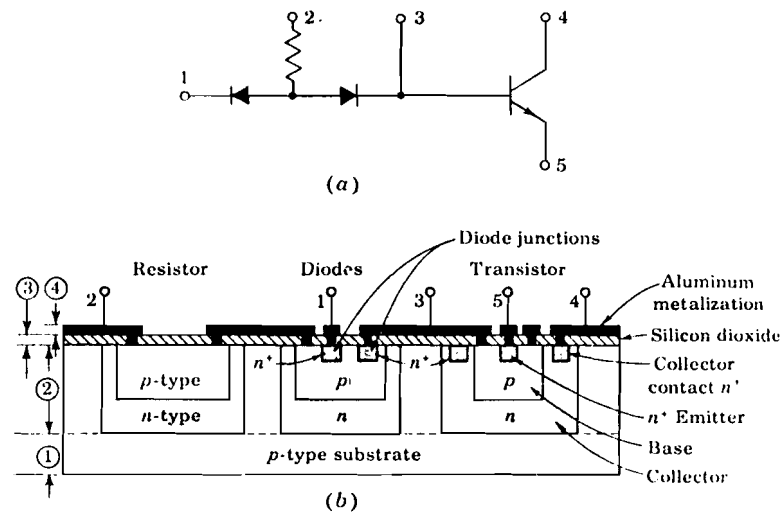 2
3
4
1
5
(a)
Diode junctions
Resistor
Diodes
Transistor
2
1
3
5
4
Aluminum
metalization
③
④
Silicon dioxide
n⁺
n⁺
Collector
contact n⁺
p-type
p
p
②
n-type
n
n
n⁺ Emitter
Base
①
p-type substrate
Collector
(b)